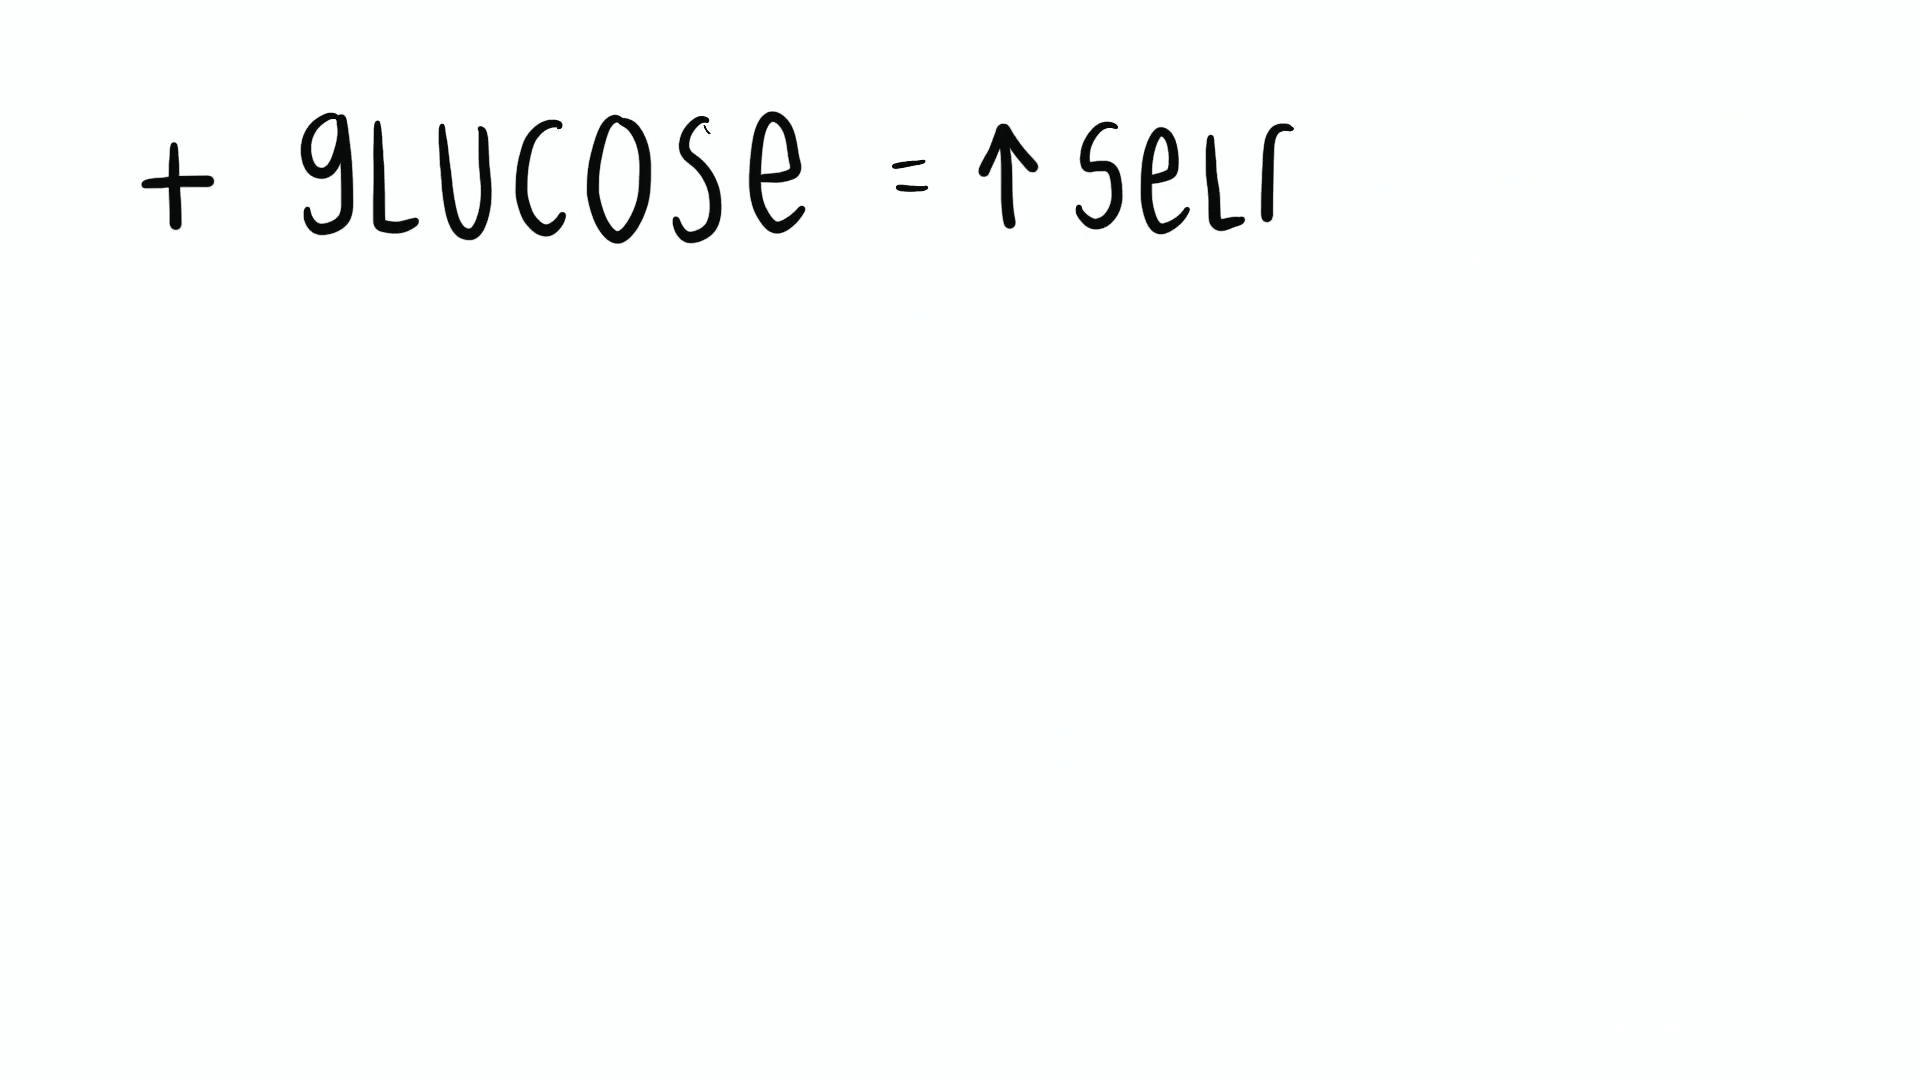 + glucose = ↑ selr